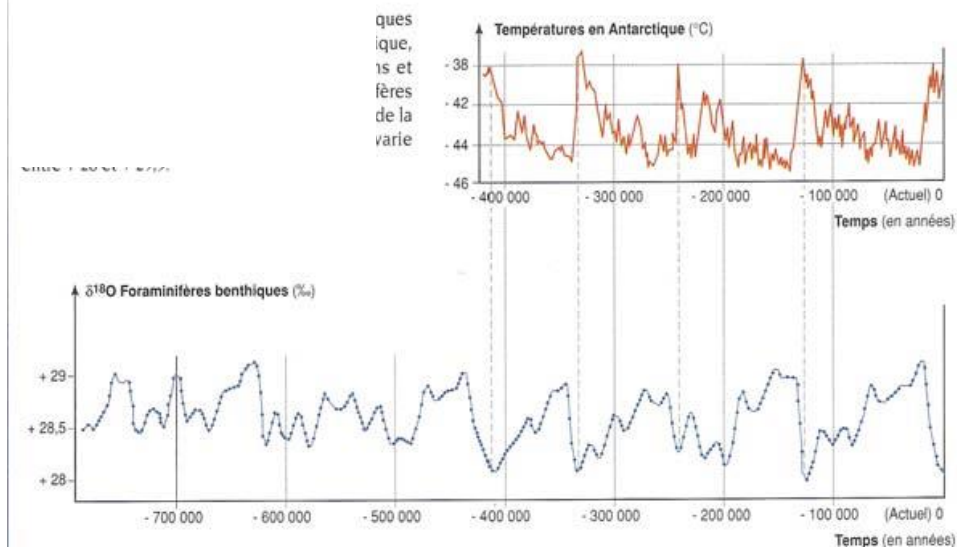 ques
ique,
ns et
fères
de la
varie
Températures en Antarctique (°C)
- 38
- 42
- 44
- 46
- 400 000 - 300 000 - 200 000 - 100 000 (Actuel) 0
Temps (en années)
δ18O Foraminifères benthiques (‰)
+ 29
+ 28,5
+ 28
- 700 000 - 600 000 - 500 000 - 400 000 - 300 000 - 200 000 - 100 000 (Actuel) 0
Temps (en années)